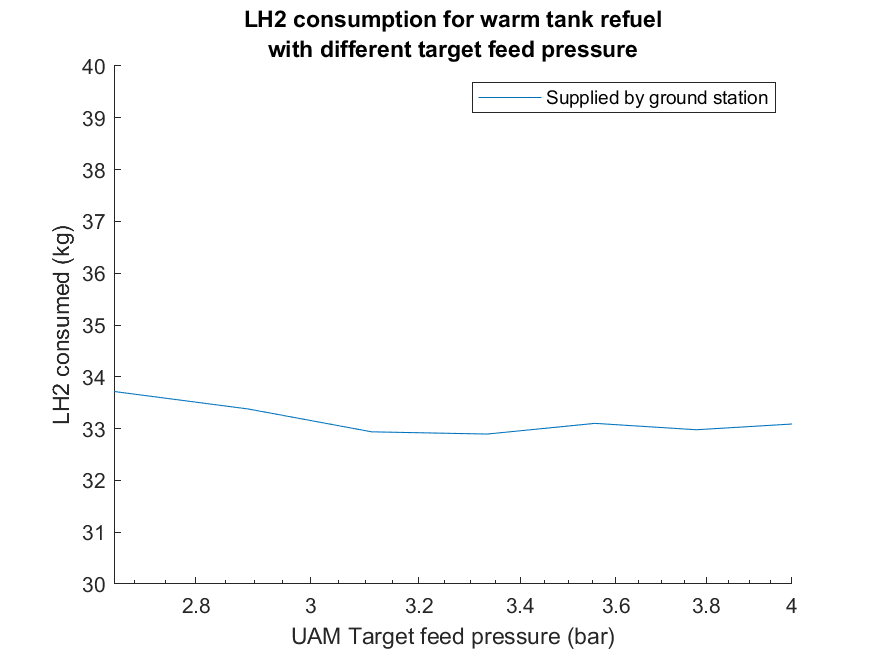 LH2 consumption for warm tank refuel
with different target feed pressure
Supplied by ground station
LH2 consumed (kg)
40
39
38
37
36
35
34
33
32
31
30
2.8 3 3.2 3.4 3.6 3.8 4
UAM Target feed pressure (bar)